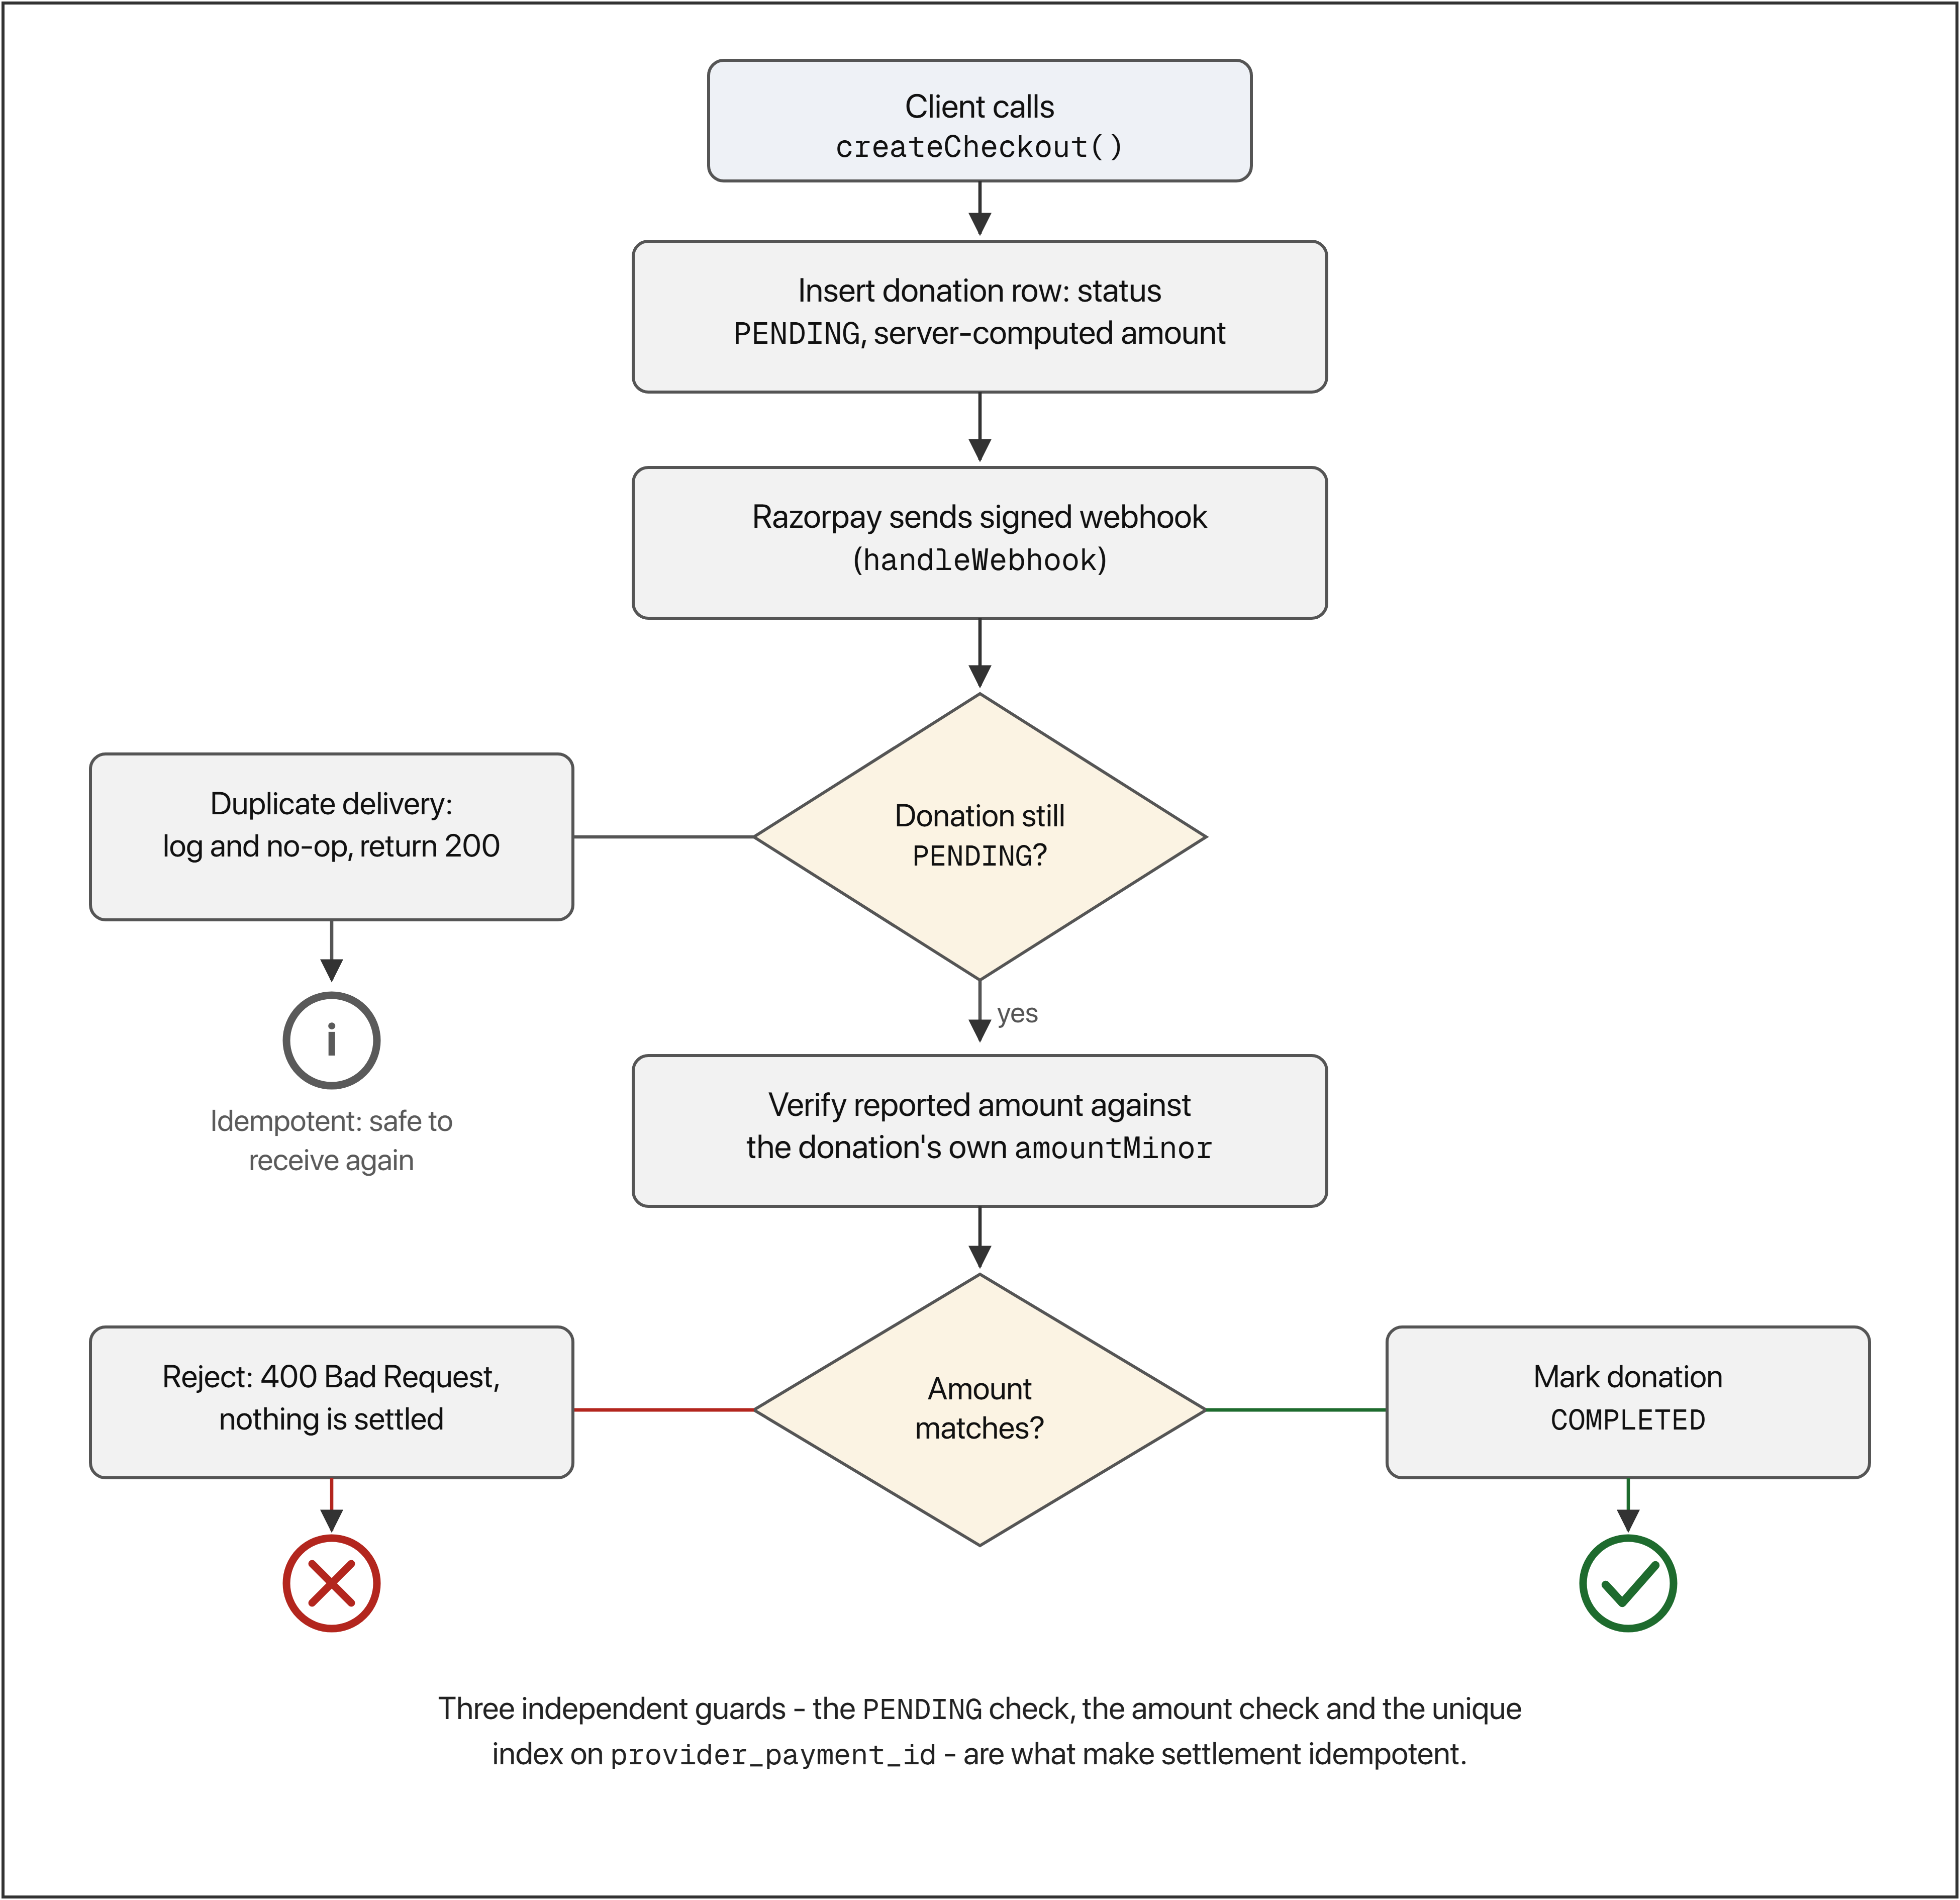 Client calls
createCheckout()
Insert donation row: status
PENDING, server-computed amount
Razorpay sends signed webhook
(handleWebhook)
Donation still
PENDING?
Duplicate delivery:
log and no-op, return 200
i
Idempotent: safe to
receive again
yes
Verify reported amount against
the donation's own amountMinor
Amount
matches?
Reject: 400 Bad Request,
nothing is settled
Mark donation
COMPLETED
Three independent guards - the PENDING check, the amount check and the unique
index on provider_payment_id - are what make settlement idempotent.